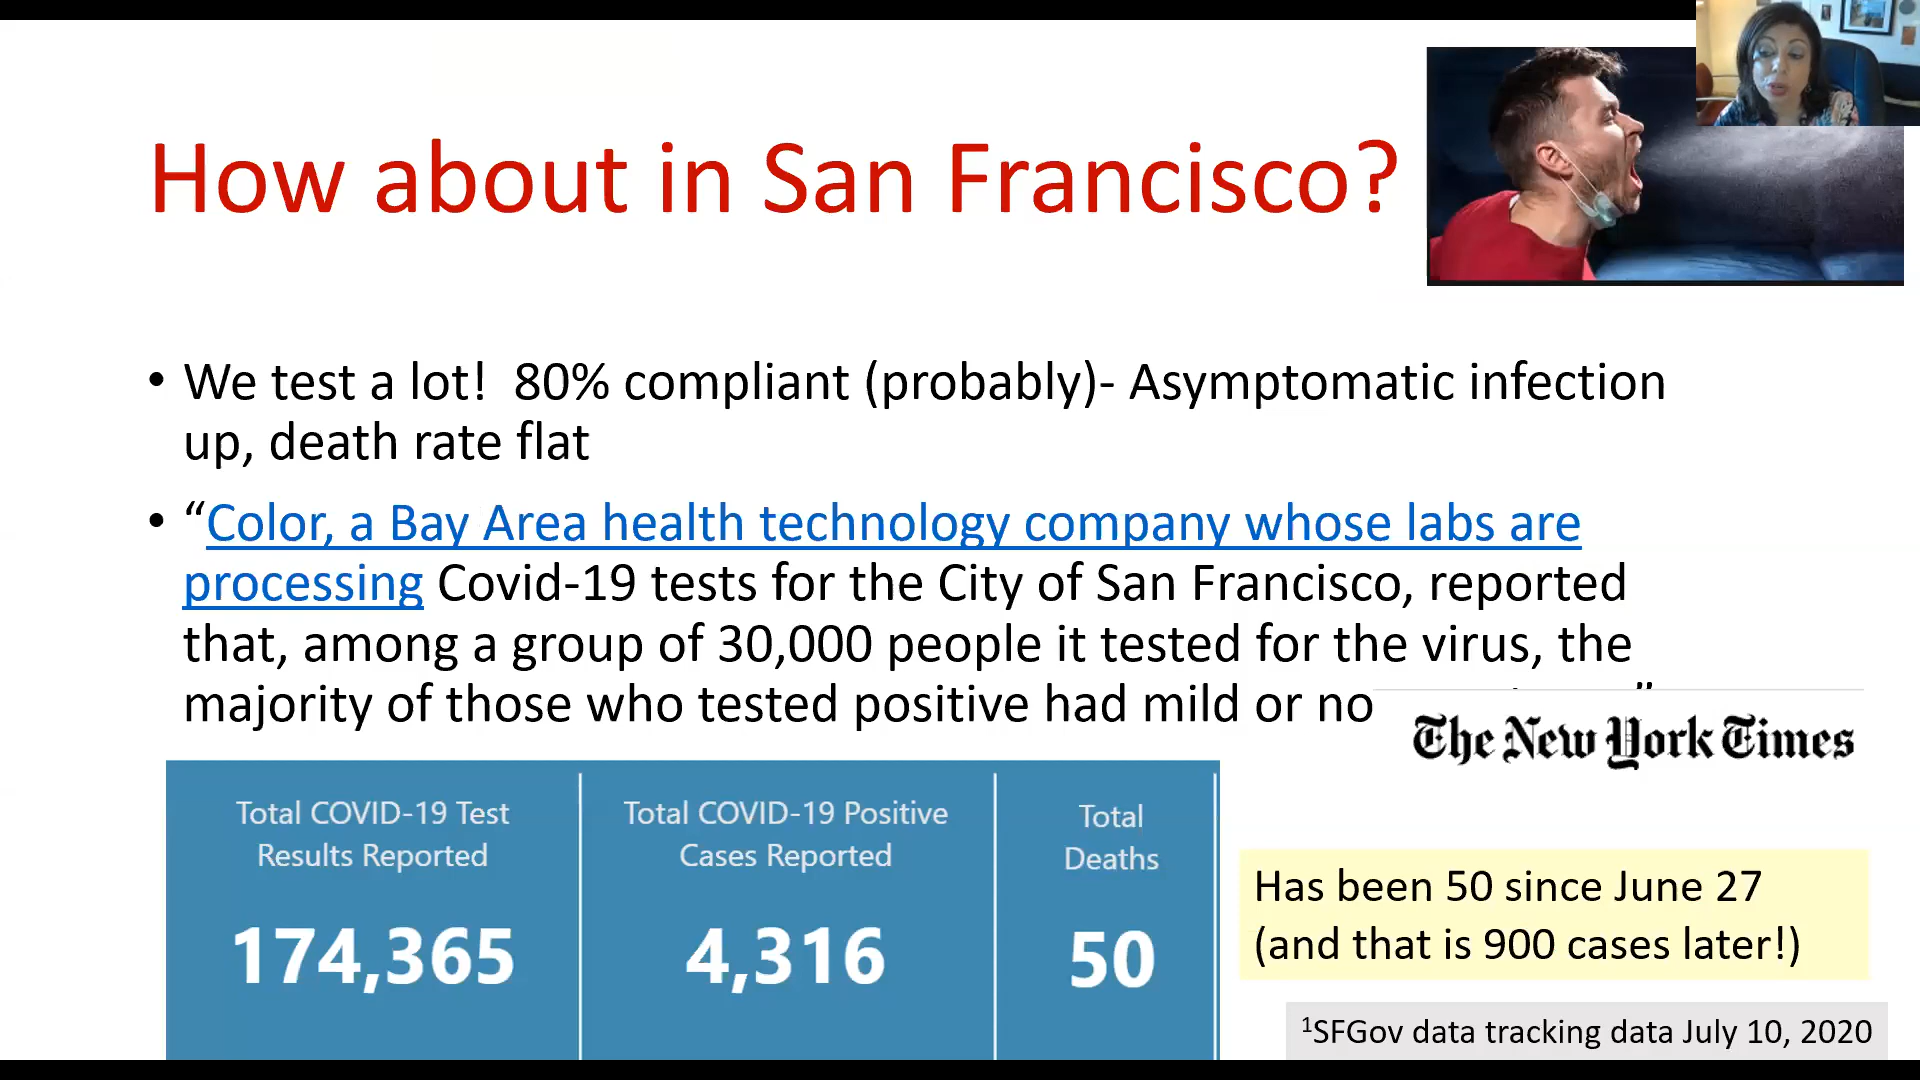 How about in San Francisco?
• We test a lot!  80% compliant (probably)- Asymptomatic infection
up, death rate flat
• “Color, a Bay Area health technology company whose labs are
processing Covid-19 tests for the City of San Francisco, reported
that, among a group of 30,000 people it tested for the virus, the
majority of those who tested positive had mild or no
The New York Times
Total COVID-19 Test
Results Reported
174,365
Total COVID-19 Positive
Cases Reported
4,316
Total
Deaths
50
Has been 50 since June 27
(and that is 900 cases later!)
¹SFGov data tracking data July 10, 2020